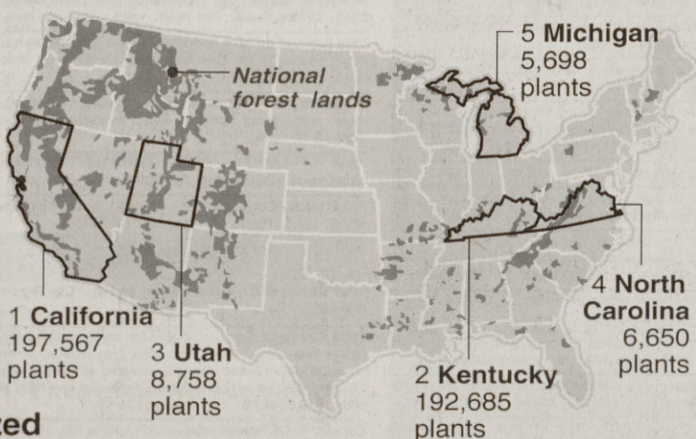 5 Michigan
5,698
plants
National
forest lands
1 California
197,567
plants
3 Utah
8,758
plants
2 Kentucky
192,685
plants
4 North
Carolina
6,650
plants